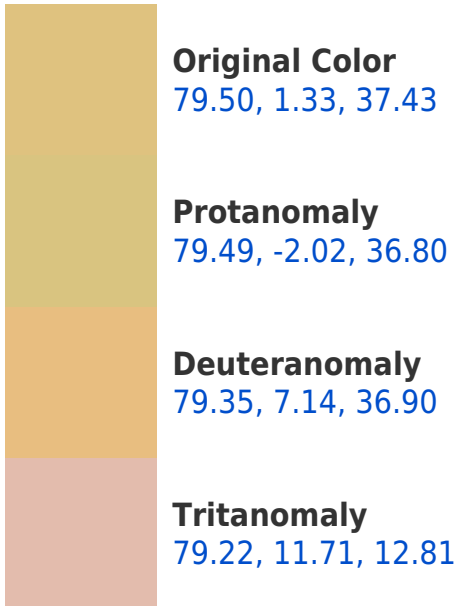 Original Color
79.50, 1.33, 37.43
Protanomaly
79.49, -2.02, 36.80
Deuteranomaly
79.35, 7.14, 36.90
Tritanomaly
79.22, 11.71, 12.81